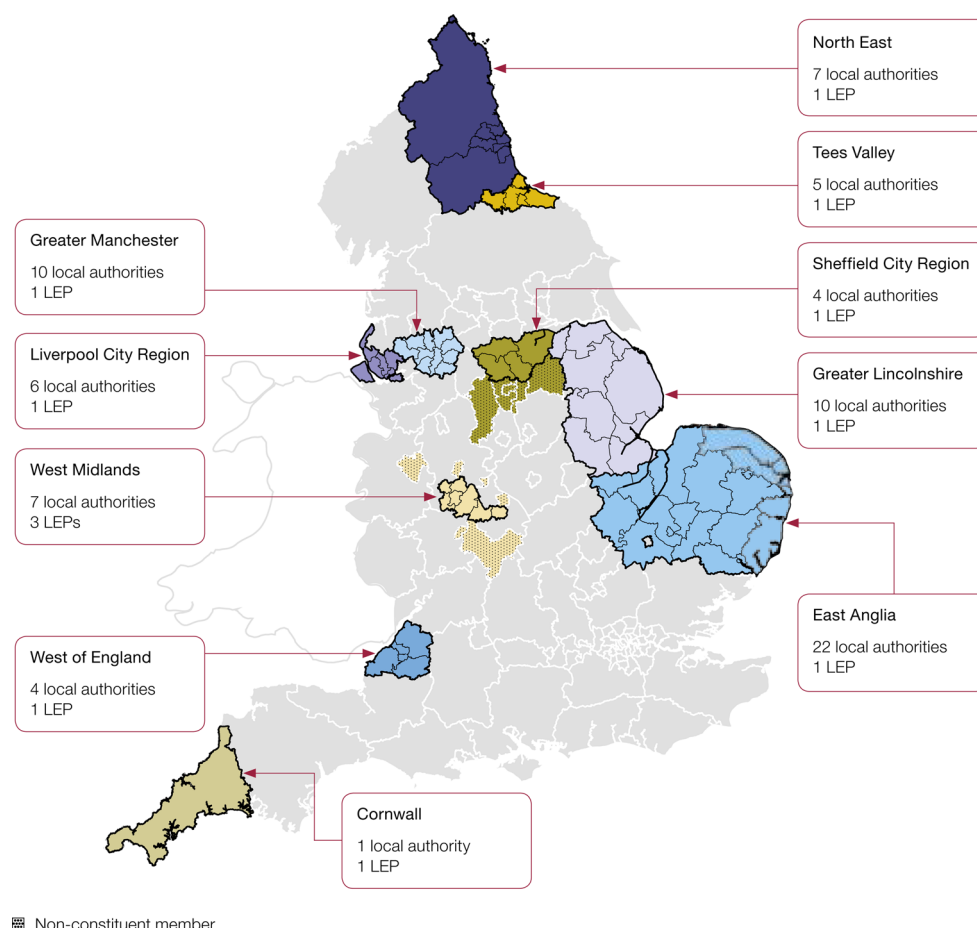 North East
7 local authorities
1 LEP
Tees Valley
5 local authorities
1 LEP
Greater Manchester
10 local authorities
1 LEP
Sheffield City Region
4 local authorities
1 LEP
Liverpool City Region
6 local authorities
1 LEP
Greater Lincolnshire
10 local authorities
1 LEP
West Midlands
7 local authorities
3 LEPs
East Anglia
22 local authorities
1 LEP
West of England
4 local authorities
1 LEP
Cornwall
1 local authority
1 LEP
Non-constituent member